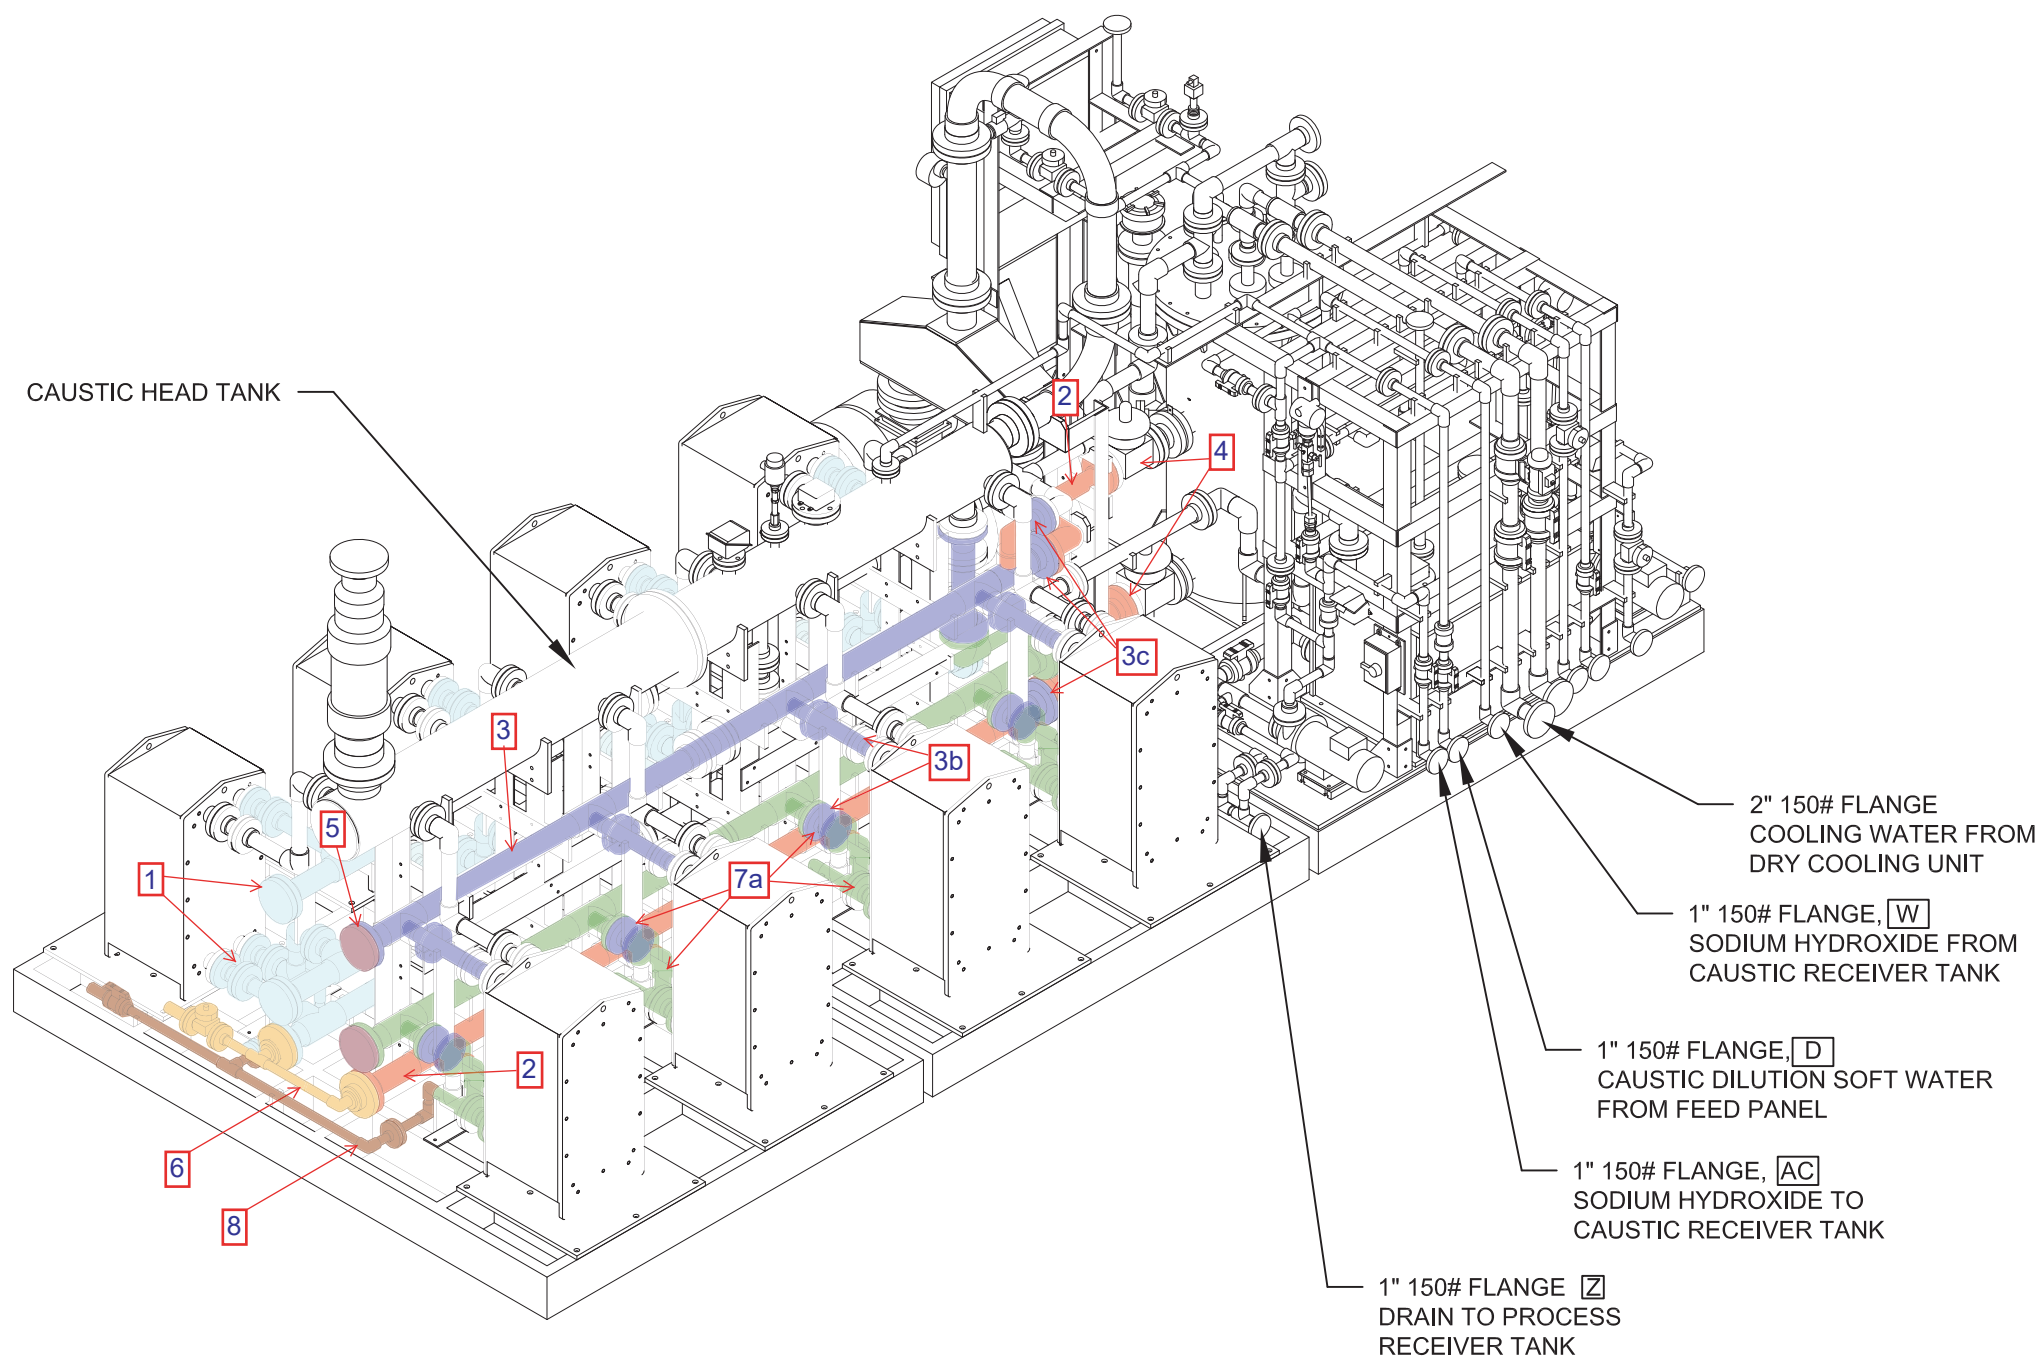 2
CAUSTIC HEAD TANK
4
3c
3
3b
2" 150# FLANGE
COOLING WATER FROM
DRY COOLING UNIT
5
1
7a
1" 150# FLANGE, W
SODIUM HYDROXIDE FROM
CAUSTIC RECEIVER TANK
1" 150# FLANGE, D
CAUSTIC DILUTION SOFT WATER
FROM FEED PANEL
2
6
1" 150# FLANGE, AC
SODIUM HYDROXIDE TO
CAUSTIC RECEIVER TANK
8
1" 150# FLANGE Z
DRAIN TO PROCESS
RECEIVER TANK